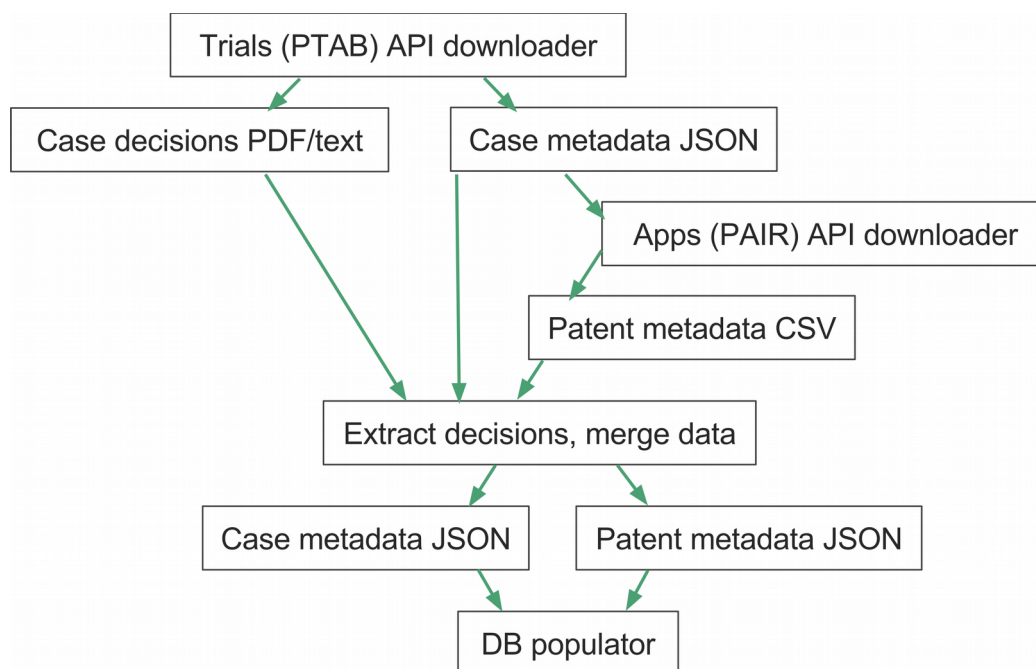 Trials (PTAB) API downloader
Case decisions PDF/text
Case metadata JSON
Apps (PAIR) API downloader
Patent metadata CSV
Extract decisions, merge data
Case metadata JSON
Patent metadata JSON
DB populator